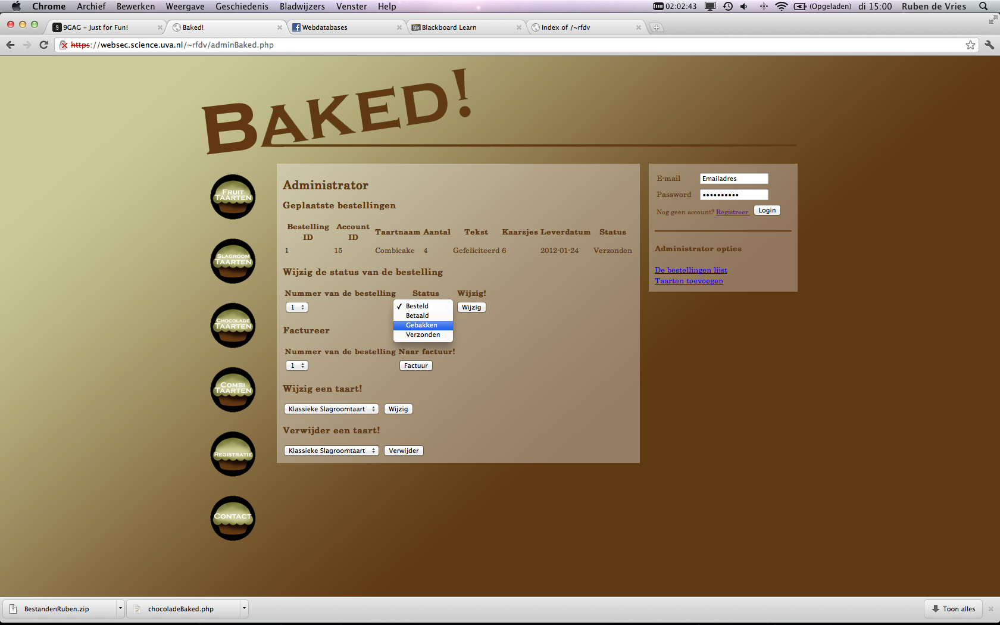 Chrome Archief Bewerken Weergave Geschiedenis Bladwijzers Venster Help 02:02:43 (Opgeladen) di 15:00 Ruben de Vries
9GAG - Just for Fun! Baked! Webdatabases Blackboard Learn Index of /~rfdv
https://websec.science.uva.nl/~rfdv/adminBaked.php
BAKED!
FRUIT
TAARTEN
SLAGROOM
TAARTEN
CHOCOLADE
TAARTEN
COMBI
TAARTEN
REGISTRATIE
CONTACT
Administrator
Geplaatste bestellingen
Bestelling ID Account ID Taartnaam Aantal Tekst Kaarsjes Leverdatum Status
1 15 Combicake 4 Gefeliciteerd 6 2012-01-24 Verzonden
Wijzig de status van de bestelling
Nummer van de bestelling Status Wijzig!
1 ✓ Besteld Wijzig
Betaald
Gebakken
Verzonden
Factureer
Nummer van de bestelling Naar factuur!
1 Factuur
Wijzig een taart!
Klassieke Slagroomtaart Wijzig
Verwijder een taart!
Klassieke Slagroomtaart Verwijder
E-mail Emailadres
Password ••••••••••
Nog geen account? Registreer Login
Administrator opties
De bestellingen lijst
Taarten toevoegen
BestandenRuben.zip chocoladeBaked.php Toon alles